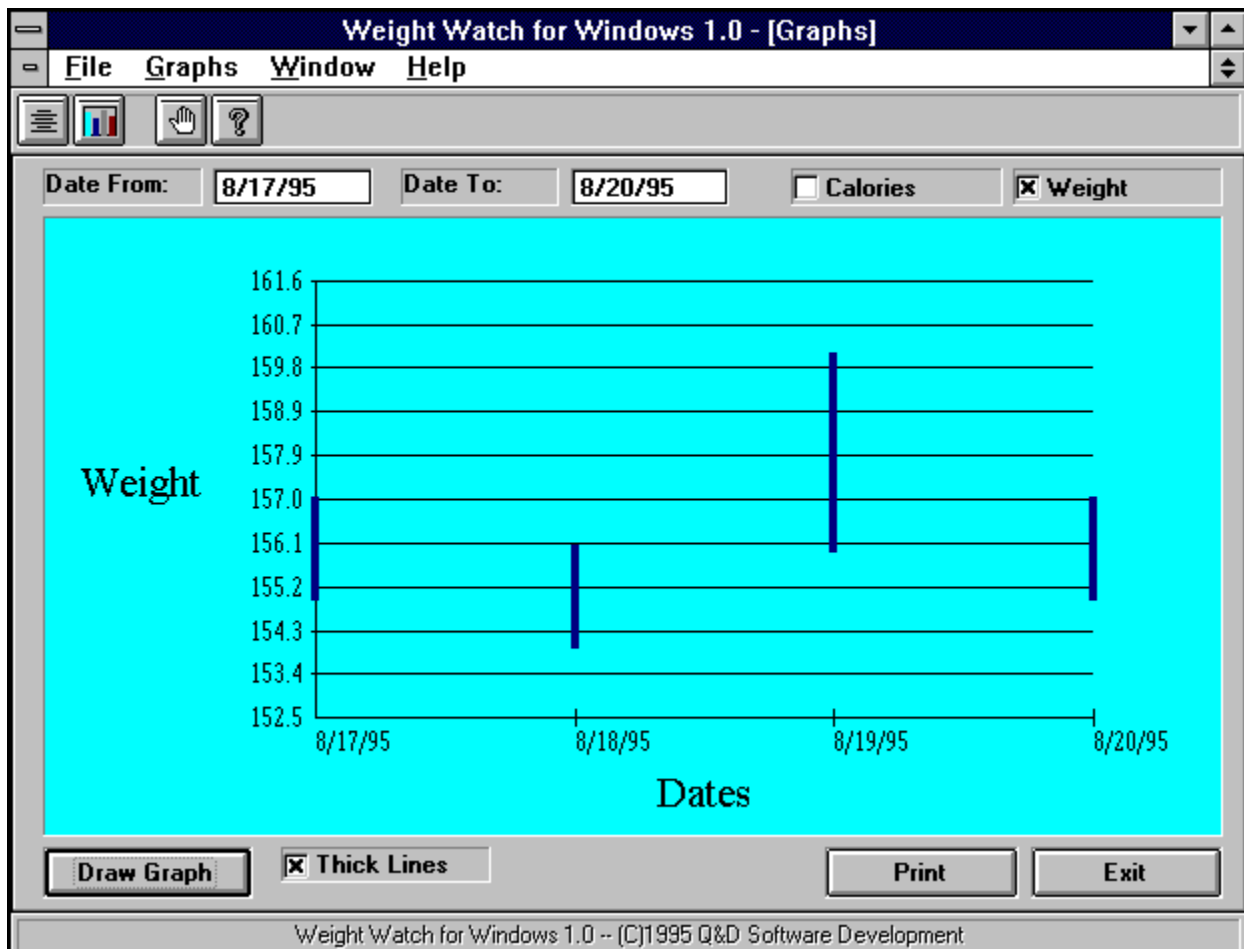 Weight Watch for Windows 1.0 - [Graphs]
File Graphs Window Help
Date From: 8/17/95 Date To: 8/20/95 Calories Weight
161.6
160.7
159.8
158.9
157.9
Weight
157.0
156.1
155.2
154.3
153.4
152.5
8/17/95 8/18/95 8/19/95 8/20/95
Dates
Draw Graph Thick Lines Print Exit
Weight Watch for Windows 1.0 -- (C)1995 Q&D Software Development